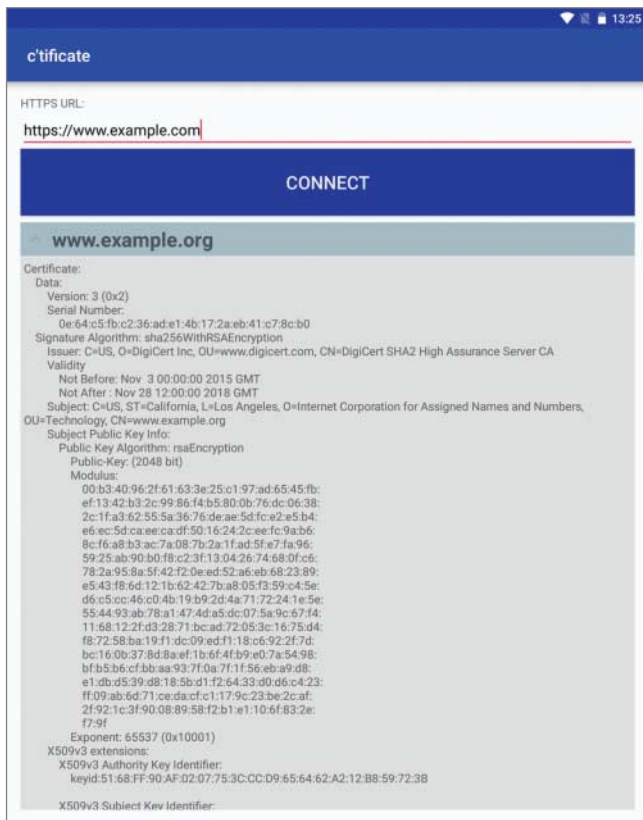 13:25
c'tificate
HTTPS URL:
https://www.example.com
CONNECT
www.example.org
Certificate:
Data:
Version: 3 (0x2)
Serial Number:
0e:64:c5:fb:c2:36:ad:e1:4b:17:2a:eb:41:c7:8c:b0
Signature Algorithm: sha256WithRSAEncryption
Issuer: C=US, O=DigiCert Inc, OU=www.digicert.com, CN=DigiCert SHA2 High Assurance Server CA
Validity
Not Before: Nov  3 00:00:00 2015 GMT
Not After : Nov 28 12:00:00 2018 GMT
Subject: C=US, ST=California, L=Los Angeles, O=Internet Corporation for Assigned Names and Numbers,
OU=Technology, CN=www.example.org
Subject Public Key Info:
Public Key Algorithm: rsaEncryption
Public-Key: (2048 bit)
Modulus:
00:b3:40:96:2f:61:63:3e:25:c1:97:ad:65:45:fb:
ef:13:42:b3:2c:99:86:f4:b5:80:0b:76:dc:06:38:
2c:1f:a3:62:55:5a:36:76:de:ae:5d:fc:e2:e5:b4:
e6:ec:5d:ca:ee:ca:df:50:16:24:2c:ee:fc:9a:b6:
8c:f6:a8:b3:ac:7a:08:7b:2a:1f:ad:5f:e7:fa:96:
59:25:ab:90:b0:f8:c2:3f:13:04:26:74:68:0f:c6:
78:2a:95:8a:5f:42:f2:0e:ed:52:a6:eb:68:23:89:
e5:43:f8:6d:12:1b:62:42:7b:a8:05:f3:59:c4:5e:
d6:c5:cc:46:c0:4b:19:b9:2d:4a:71:72:24:1e:5e:
55:44:93:ab:78:a1:47:4d:a5:dc:07:5a:9c:67:f4:
11:68:12:2f:d3:28:71:bc:ad:72:05:3c:16:75:d4:
f8:72:58:ba:19:f1:dc:09:ed:f1:18:c6:92:2f:7d:
bc:16:0b:37:8d:8a:ef:1b:6f:4f:b9:e0:7a:54:98:
bf:b5:b6:cf:bb:aa:93:7f:0a:7f:1f:56:eb:a9:d8:
e1:db:d5:39:d8:18:5b:d1:f2:64:33:d0:d6:c4:23:
ff:09:ab:6d:71:ce:da:cf:c1:17:9c:23:be:2c:af:
2f:92:1c:3f:90:08:89:58:f2:b1:e1:10:6f:83:2e:
f7:9f
Exponent: 65537 (0x10001)
X509v3 extensions:
X509v3 Authority Key Identifier:
keyid:51:68:FF:90:AF:02:07:75:3C:CC:D9:65:64:62:A2:12:B8:59:72:3B
X509v3 Subject Key Identifier: